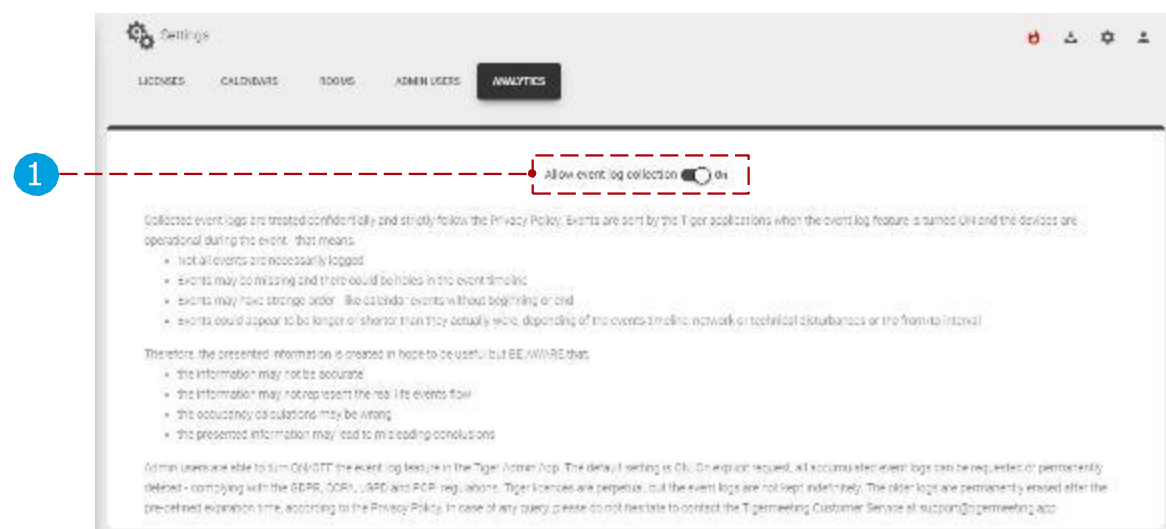 Settings
LICENSES CALENDARS ROOMS ADMIN USERS ANALYTICS
1
Allow event log collection On
Collected event logs are treated confidentially and strictly follow the Privacy Policy. Events are sent by the Tiger applications when the event log feature is turned ON and the devices are
operational during the event - that means:
Not all events are necessarily logged
Events may be missing and there could be holes in the event timeline
Events may have strange order - like calendar events without beginning or end
Events could appear to be longer or shorter than they actually were, depending of the events timeline, network or technical disturbances or the from/to interval
Therefore, the presented information is created in hope to be useful but BE AWARE that:
the information may not be accurate
the information may not represent the real life events flow
the occupancy calculations may be wrong
the presented information may lead to misleading conclusions
Admin users are able to turn ON/OFF the event log feature in the Tiger Admin App. The default setting is ON. On explicit request, all accumulated event logs can be requested or permanently
deleted - complying with the GDPR, CCPA, LGPD and POPI regulations. Tiger licences are perpetual, but the event logs are not kept indefinitely. The older logs are permanently erased after the
pre-defined expiration time, according to the Privacy Policy. In case of any query please do not hesitate to contact the Tigermeeting Customer Service at support@tigermeeting.app